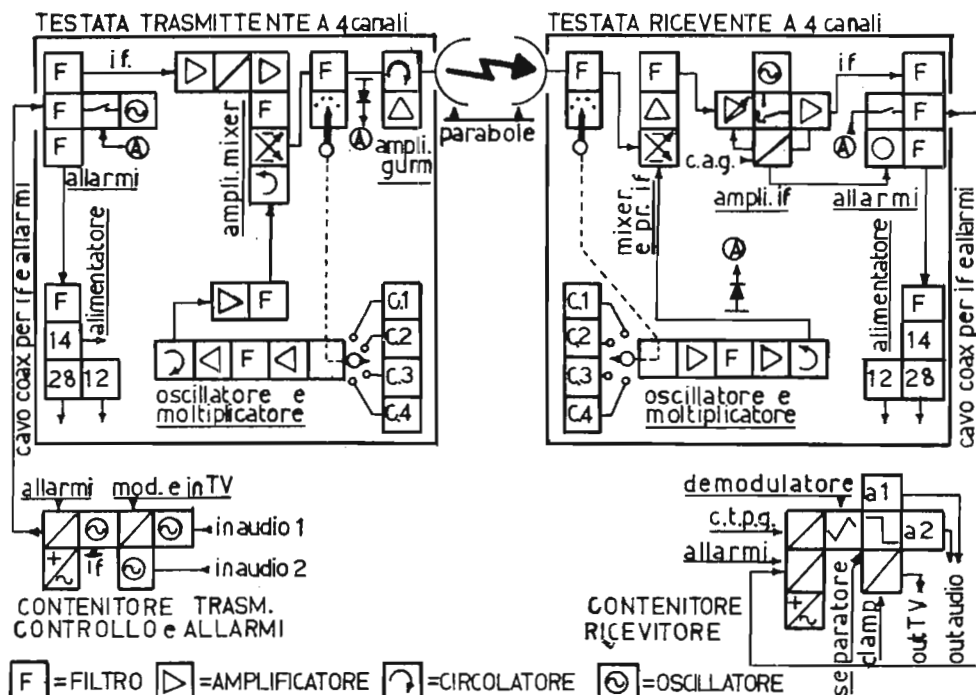 TESTATA TRASMITTENTE A 4 canali
F
if.
F
F
A
allarmi
F
ampli.mixer
F
A
ampli.
gunn
parabole
cavo coax per if e allarmi
F
14
28
12
alimentatore
F
F
oscillatore e
moltiplicatore
C.1
C.2
C.3
C.4
TESTATA RICEVENTE A 4 canali
F
F
mixer
e pr. if
c.a.g.
ampli.if
if
F
F
F
A
allarmi
A
C.1
C.2
C.3
C.4
F
oscillatore e
moltiplicatore
alimentatore
F
14
12
28
cavo coax per if eallarmi
allarmi
mod. e in TV
in audio 1
if
in audio 2
+
CONTENITORE TRASM.
CONTROLLO e ALLARMI
demodulatore
a1
c.t.p.g.
a2
allarmi
+
separatore
clamp
out TV
out audio
CONTENITORE
RICEVITORE
F =FILTRO
=AMPLIFICATORE
=CIRCOLATORE
=OSCILLATORE